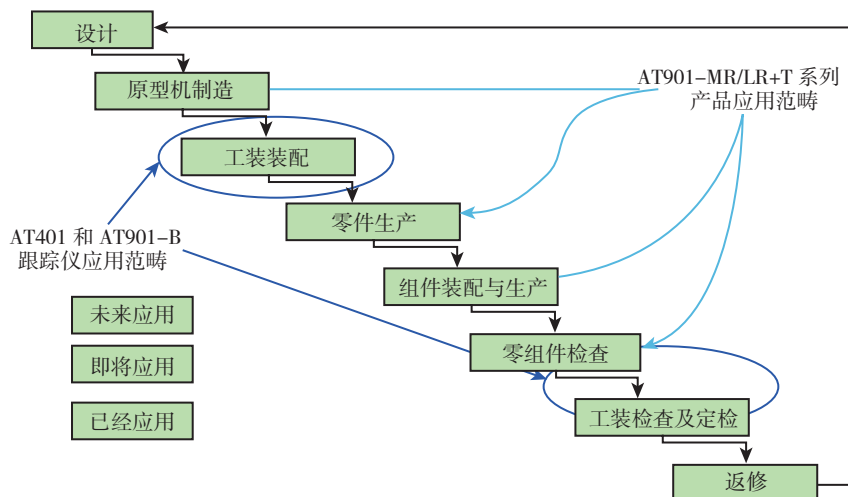 设计
原型机制造
AT901-MR/LR+T 系列
产品应用范畴
工装装配
零件生产
AT401 和 AT901-B
跟踪仪应用范畴
组件装配与生产
未来应用
零组件检查
即将应用
已经应用
工装检查及定检
返修